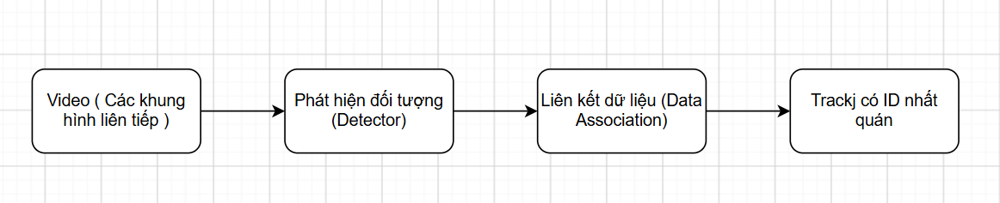 Video ( Các khung
hình liên tiếp )
Phát hiện đối tượng
(Detector)
Liên kết dữ liệu (Data
Association)
Trackj có ID nhất
quán